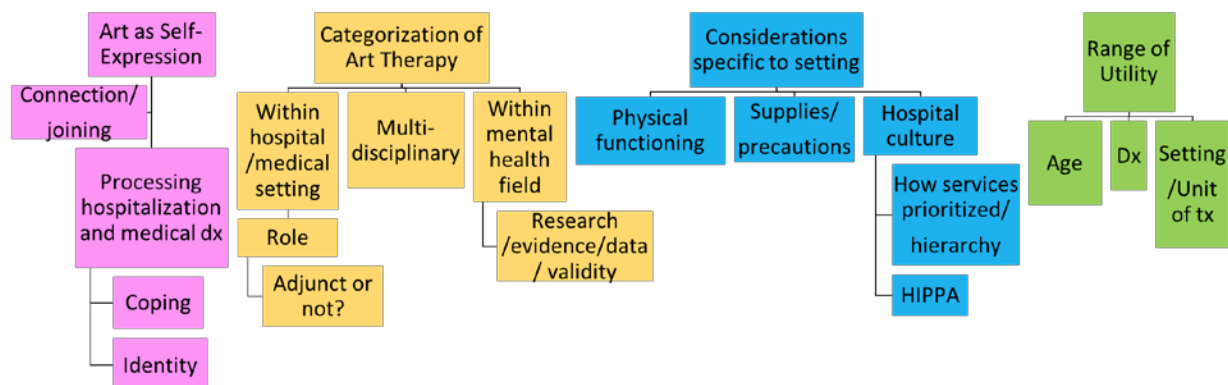 Art as Self-
Expression
Connection/
joining
Processing
hospitalization
and medical dx
Coping
Identity
Categorization of
Art Therapy
Within
hospital
/medical
setting
Role
Adjunct or
not?
Multi-
disciplinary
Within
mental
health
field
Research
/evidence/data
/ validity
Considerations
specific to setting
Physical
functioning
Supplies/
precautions
Hospital
culture
How services
prioritized/
hierarchy
HIPPA
Range of
Utility
Age
Dx
Setting
/Unit
of tx